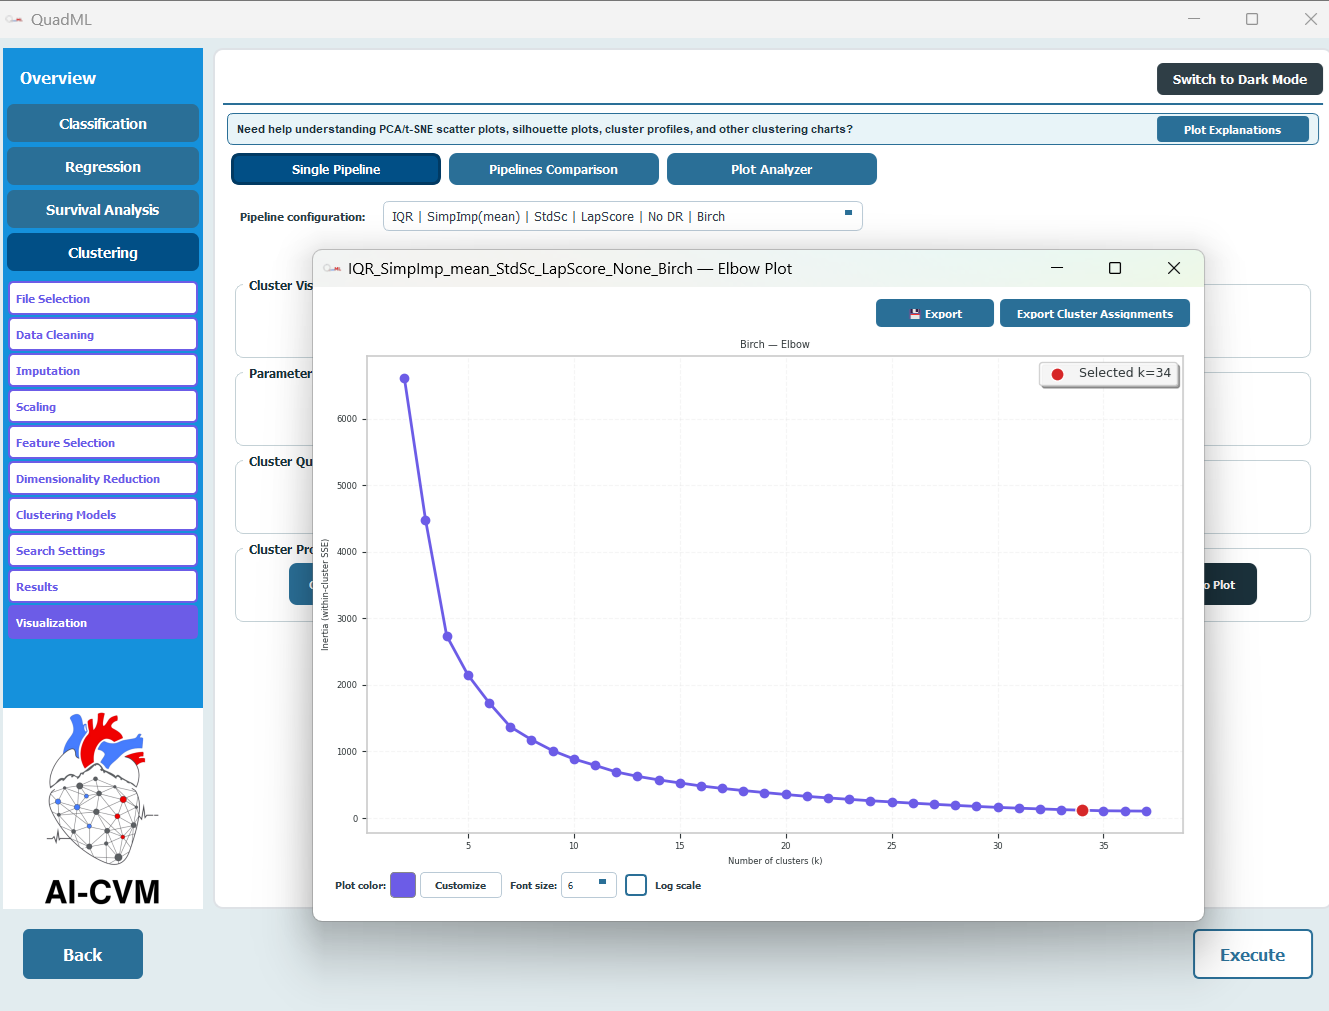 QuadML
Overview
Classification
Regression
Survival Analysis
Clustering
File Selection
Data Cleaning
Imputation
Scaling
Feature Selection
Dimensionality Reduction
Clustering Models
Search Settings
Results
Visualization
AI-CVM
Back
Switch to Dark Mode
Need help understanding PCA/t-SNE scatter plots, silhouette plots, cluster profiles, and other clustering charts?
Plot Explanations
Single Pipeline
Pipelines Comparison
Plot Analyzer
Pipeline configuration:
IQR | SimpImp(mean) | StdSc | LapScore | No DR | Birch
Cluster Vis
Parameter
Cluster Qu
Cluster Pro
o Plot
IQR_SimpImp_mean_StdSc_LapScore_None_Birch — Elbow Plot
Export
Export Cluster Assignments
Birch — Elbow
Selected k=34
Inertia (within-cluster SSE)
6000
5000
4000
3000
2000
1000
0
5
10
15
20
25
30
35
Number of clusters (k)
Plot color:
Customize
Font size:
6
Log scale
Execute